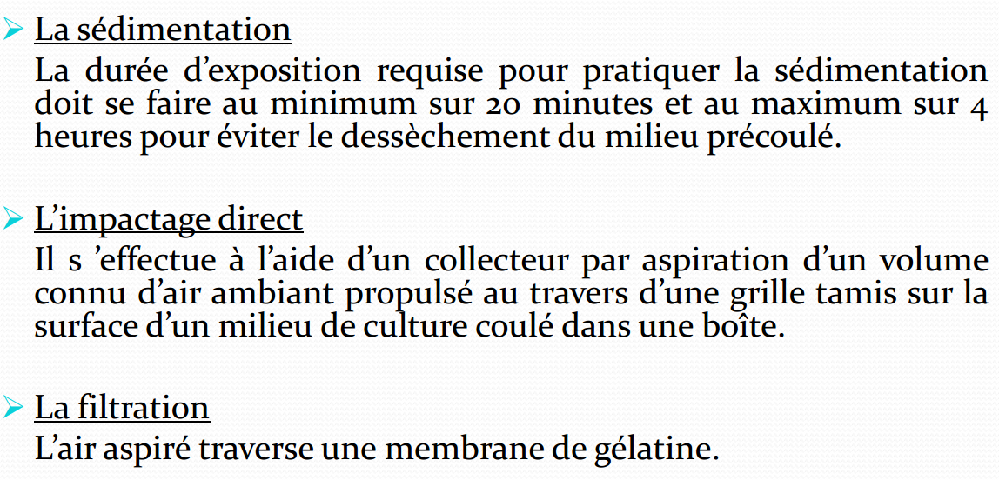 La sédimentation
La durée d’exposition requise pour pratiquer la sédimentation
doit se faire au minimum sur 20 minutes et au maximum sur 4
heures pour éviter le dessèchement du milieu précoulé.
L’impactage direct
Il s ’effectue à l’aide d’un collecteur par aspiration d’un volume
connu d’air ambiant propulsé au travers d’une grille tamis sur la
surface d’un milieu de culture coulé dans une boîte.
La filtration
L’air aspiré traverse une membrane de gélatine.